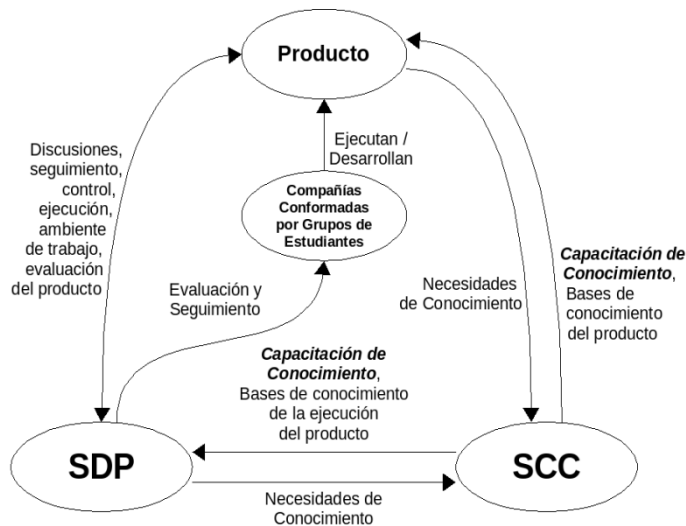 Producto
Ejecutan /
Desarrollan
Discusiones,
seguimiento,
control,
ejecución,
ambiente
de trabajo,
evaluación
del producto
Compañías
Conformadas
por Grupos de
Estudiantes
Capacitación de
Conocimiento,
Bases de
conocimiento
del producto
Necesidades
de Conocimiento
Evaluación y
Seguimiento
Capacitación de
Conocimiento,
Bases de conocimiento
de la ejecución
del producto
SDP
SCC
Necesidades de
Conocimiento